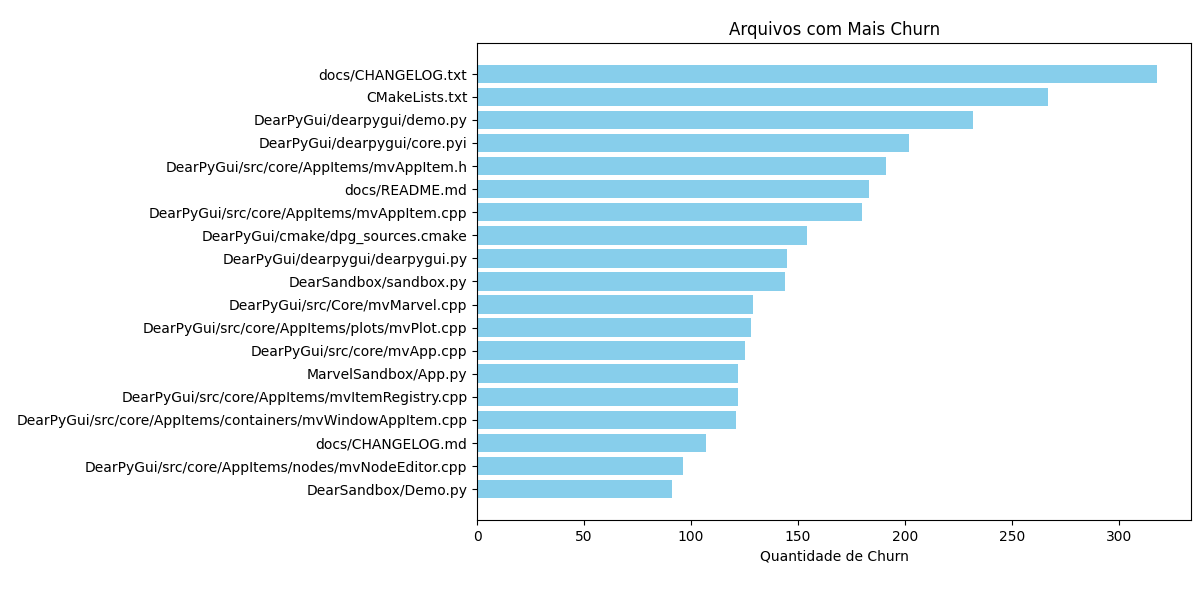 Arquivos com Mais Churn
docs/CHANGELOG.txt
CMakeLists.txt
DearPyGui/dearpygui/demo.py
DearPyGui/dearpygui/core.pyi
DearPyGui/src/core/AppItems/mvAppItem.h
docs/README.md
DearPyGui/src/core/AppItems/mvAppItem.cpp
DearPyGui/cmake/dpg_sources.cmake
DearPyGui/dearpygui/dearpygui.py
DearSandbox/sandbox.py
DearPyGui/src/Core/mvMarvel.cpp
DearPyGui/src/core/AppItems/plots/mvPlot.cpp
DearPyGui/src/core/mvApp.cpp
MarvelSandbox/App.py
DearPyGui/src/core/AppItems/mvItemRegistry.cpp
DearPyGui/src/core/AppItems/containers/mvWindowAppItem.cpp
docs/CHANGELOG.md
DearPyGui/src/core/AppItems/nodes/mvNodeEditor.cpp
DearSandbox/Demo.py
0 50 100 150 200 250 300
Quantidade de Churn